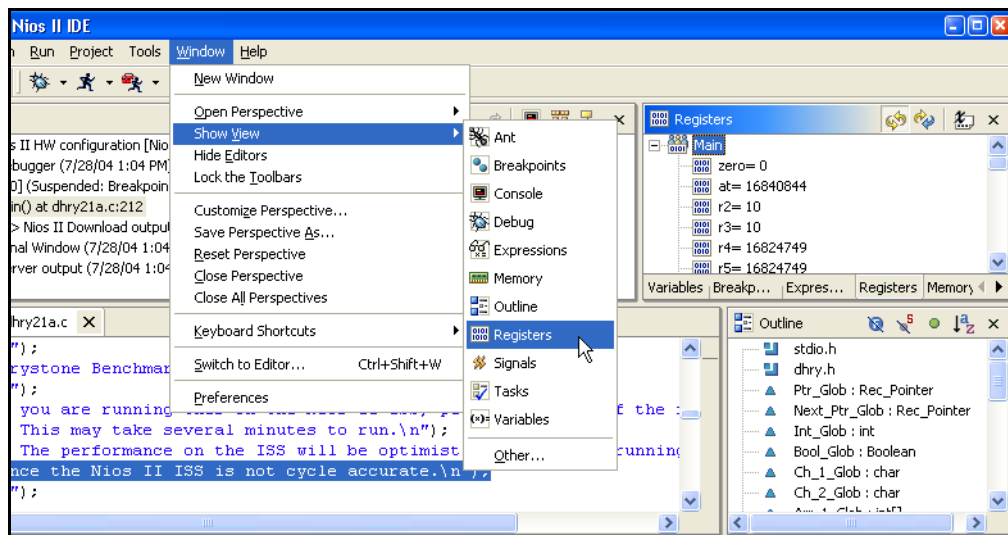 Nios II IDE
Run Project Tools Window Help
New Window
Open Perspective
Show View
Hide Editors
Lock the Toolbars
Customize Perspective...
Save Perspective As...
Reset Perspective
Close Perspective
Close All Perspectives
Keyboard Shortcuts
Switch to Editor... Ctrl+Shift+W
Preferences
Ant
Breakpoints
Console
Debug
Expressions
Memory
Outline
Registers
Signals
Tasks
Variables
Other...
s II HW configuration [Nio
ebugger (7/28/04 1:04 PM)
0] (Suspended: Breakpoin
in() at dhry21a.c:212
> Nios II Download output
nal Window (7/28/04 1:04
rver output (7/28/04 1:04
Registers
Main
zero= 0
at= 16840844
r2= 10
r3= 10
r4= 16824749
r5= 16824749
Variables Breakp... Expres... Registers Memory
hry21a.c
");
rystone Benchmar
");
you are running f the
This may take several minutes to run.\n");
The performance on the ISS will be optimist running
nce the Nios II ISS is not cycle accurate.\n");
");
Outline
stdio.h
dhry.h
Ptr_Glob : Rec_Pointer
Next_Ptr_Glob : Rec_Pointer
Int_Glob : int
Bool_Glob : Boolean
Ch_1_Glob : char
Ch_2_Glob : char